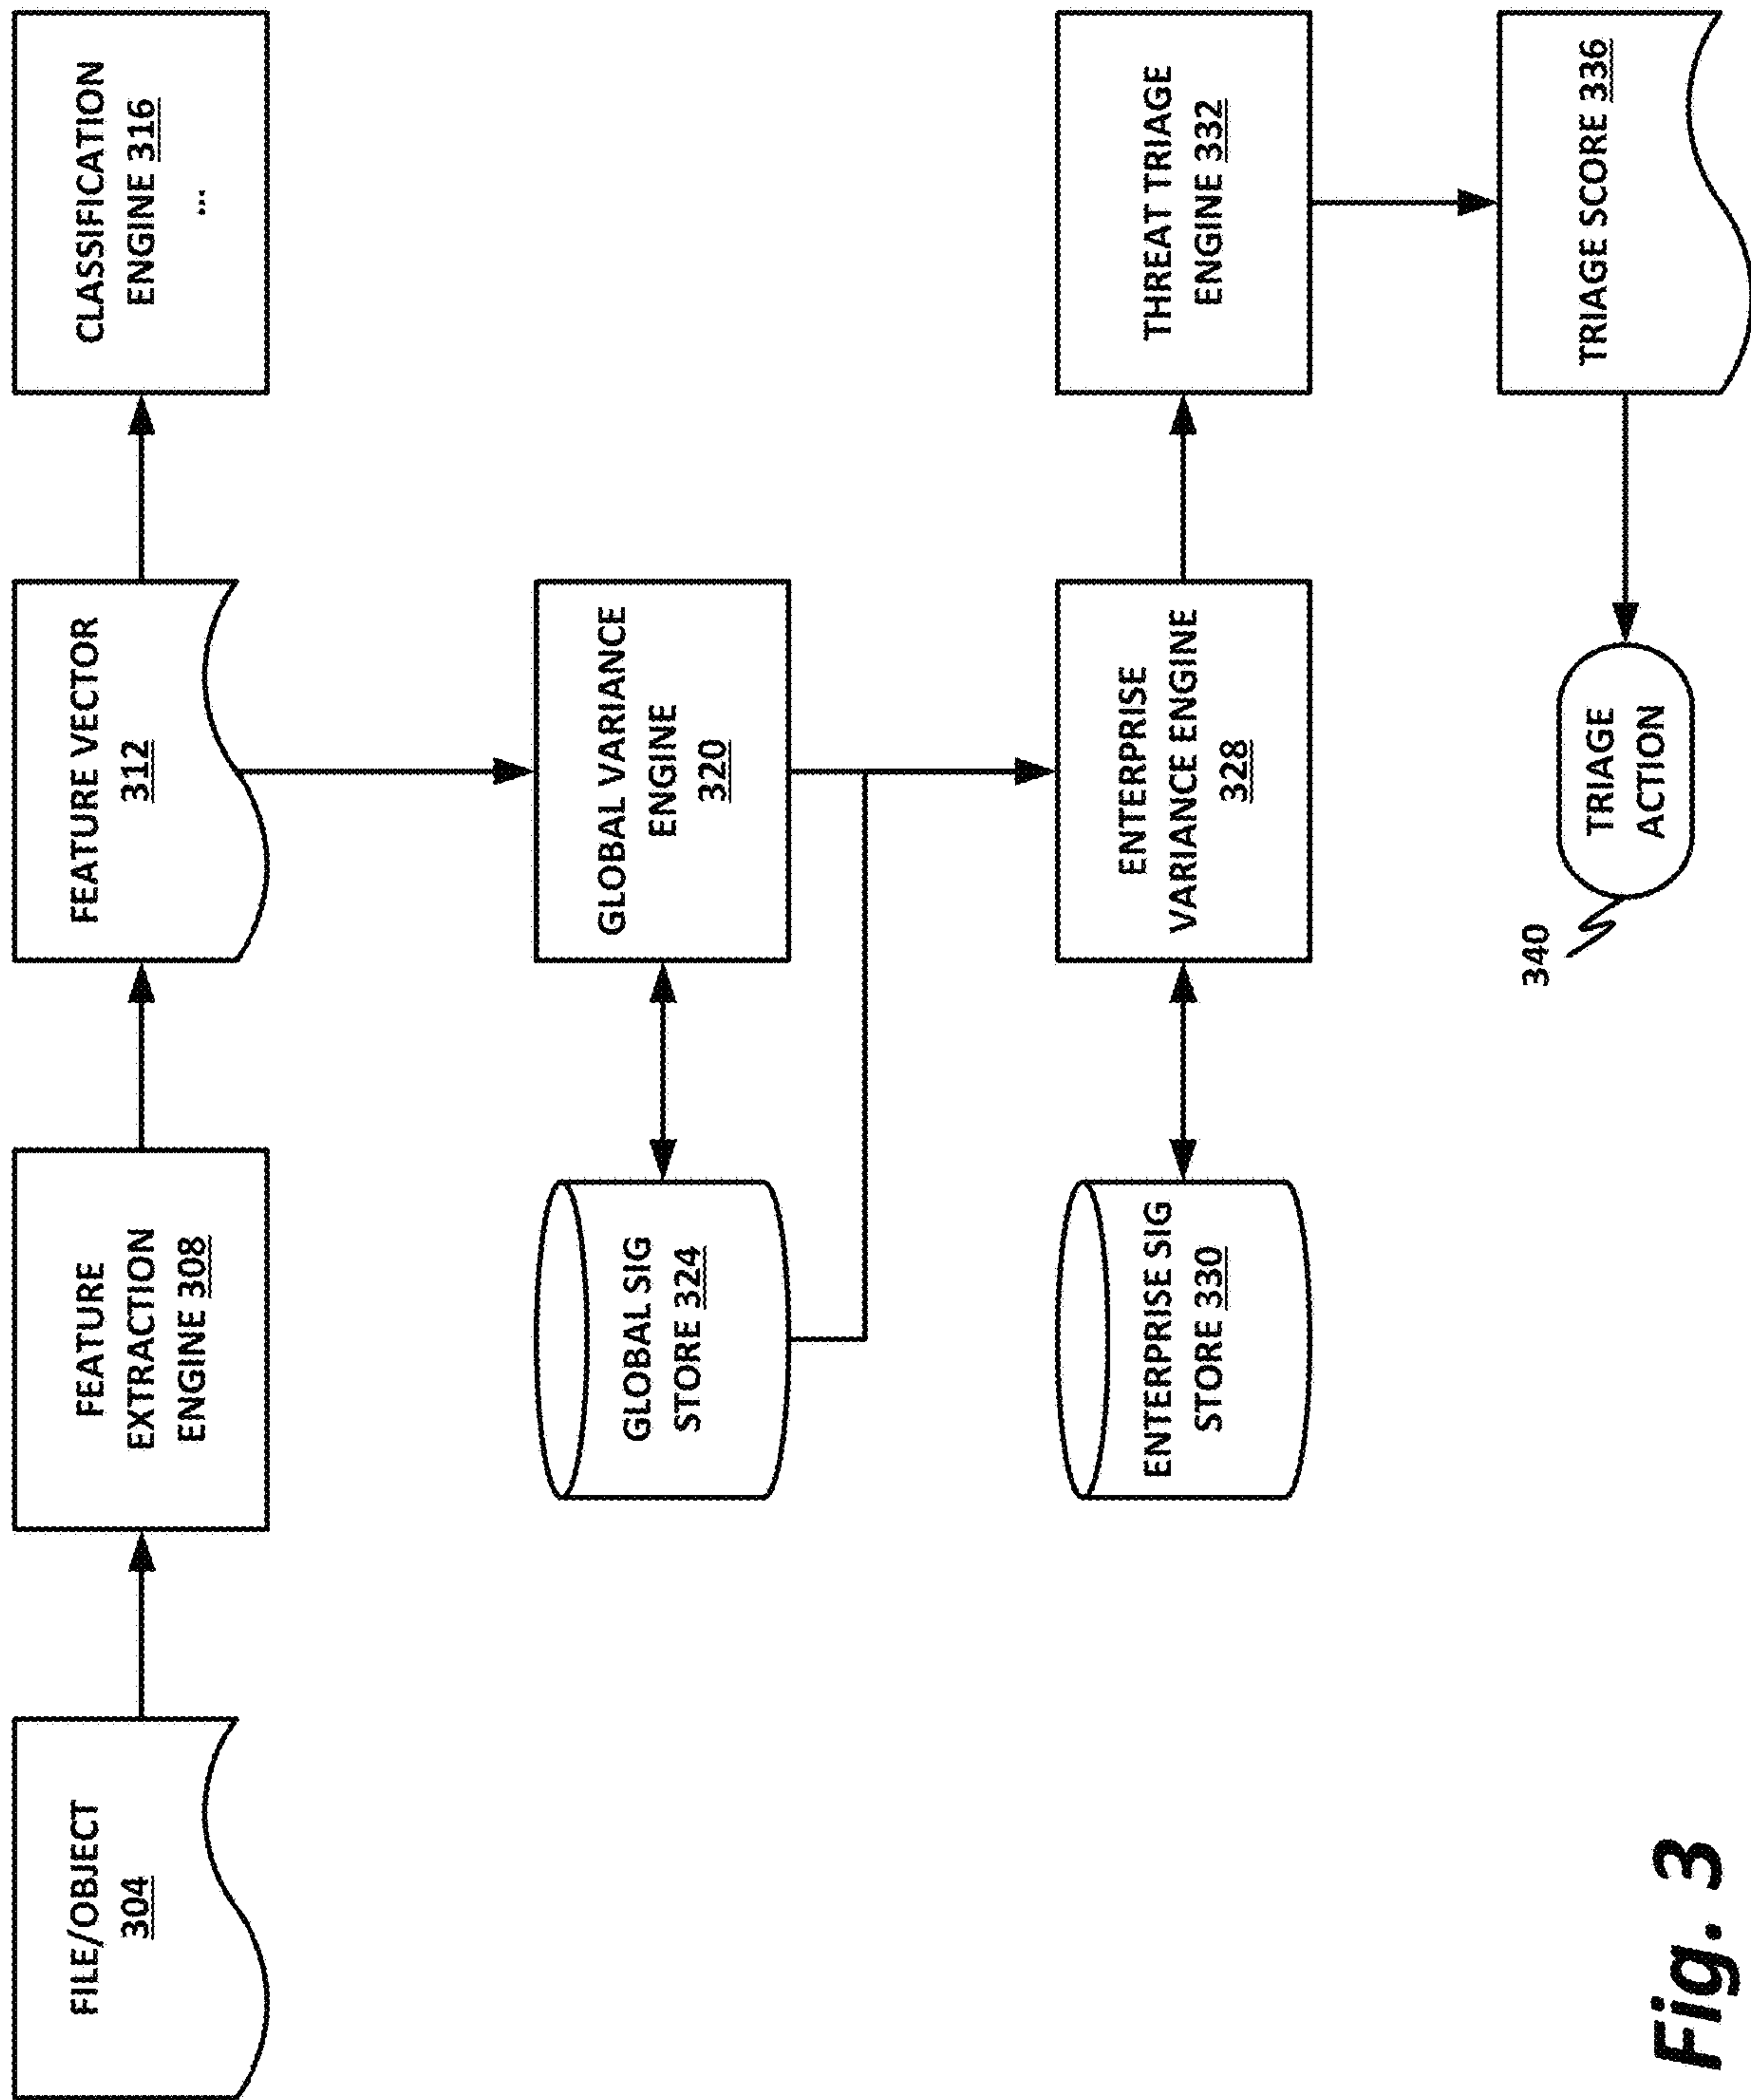 FILE/OBJECT
304
FEATURE
EXTRACTION
ENGINE 308
FEATURE VECTOR
312
CLASSIFICATION
ENGINE 316
...
GLOBAL SIG
STORE 324
GLOBAL VARIANCE
ENGINE
320
ENTERPRISE SIG
STORE 330
ENTERPRISE
VARIANCE ENGINE
328
THREAT TRIAGE
ENGINE 332
340
TRIAGE
ACTION
TRIAGE SCORE 336
Fig. 3